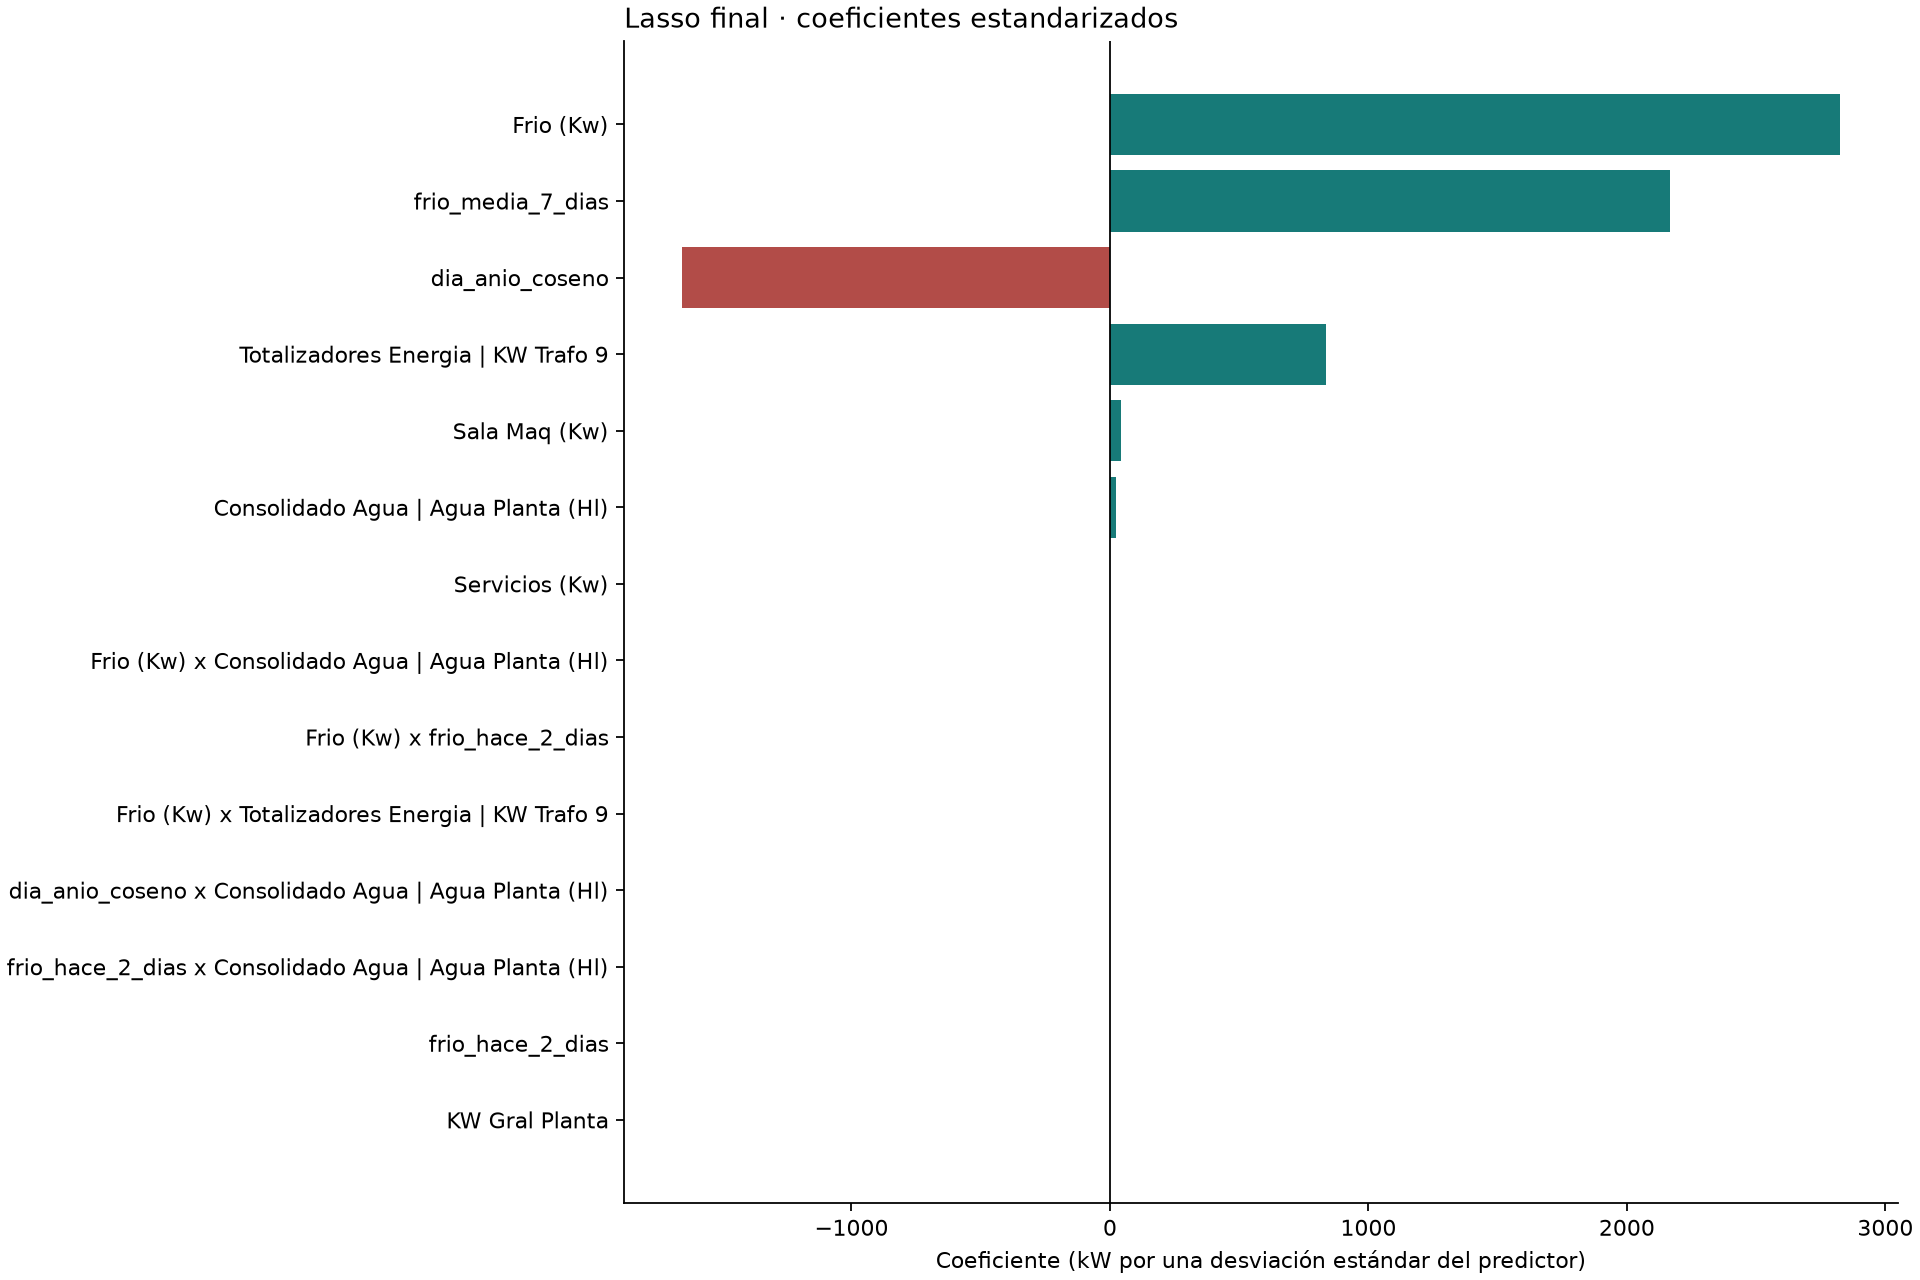 Lasso final · coeficientes estandarizados
Frio (Kw)
frio_media_7_dias
dia_anio_coseno
Totalizadores Energia | KW Trafo 9
Sala Maq (Kw)
Consolidado Agua | Agua Planta (Hl)
Servicios (Kw)
Frio (Kw) x Consolidado Agua | Agua Planta (Hl)
Frio (Kw) x frio_hace_2_dias
Frio (Kw) x Totalizadores Energia | KW Trafo 9
dia_anio_coseno x Consolidado Agua | Agua Planta (Hl)
frio_hace_2_dias x Consolidado Agua | Agua Planta (Hl)
frio_hace_2_dias
KW Gral Planta
−1000 0 1000 2000 3000
Coeficiente (kW por una desviación estándar del predictor)